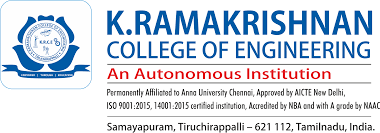 K.RAMAKRISHNAN
COLLEGE OF ENGINEERING
An Autonomous Institution
Permanently Affiliated to Anna University Chennai, Approved by AICTE New Delhi,
ISO 9001:2015, 14001:2015 certified institution, Acredited by NBA and with A grade by NAAC
Samayapuram, Tiruchirappalli – 621 112, Tamilnadu, India.